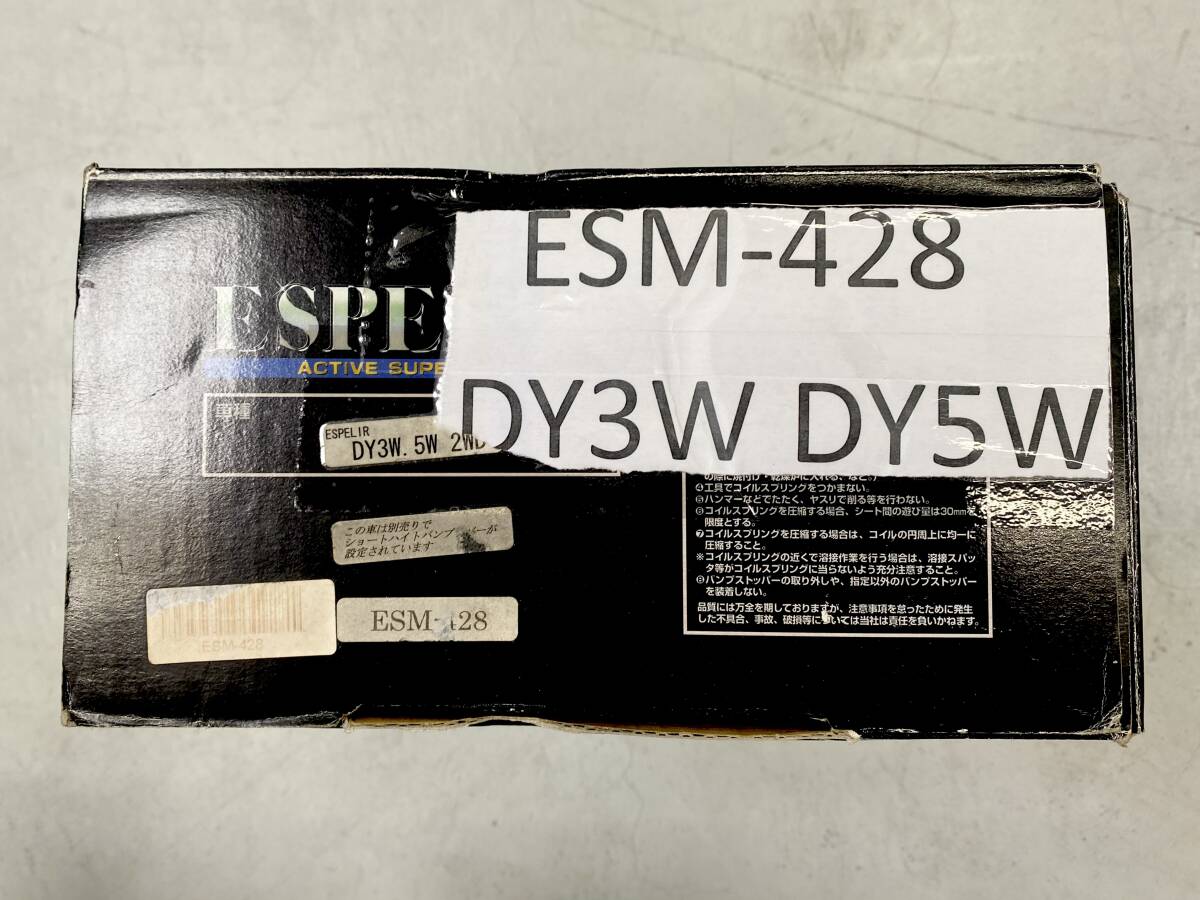 ESM-428
DY3W DY5W
ESPE
ACTIVE SUPE
車種
ESPELIR
DY3W. 5W 2WD
この車は別売りで
ショートハイトバンプ
設定されています
ESM-428
ESM-428
④工具でコイルスプリングをつかまない。
⑤ハンマーなどでたたく、ヤスリで削る等を行わない。
⑥コイルスプリングを圧縮する場合、シート間の遊び量は30mmを
限度とする。
⑦コイルスプリングを圧縮する場合は、コイルの円周上に均一に
圧縮すること。
※コイルスプリングの近くで溶接作業を行う場合は、溶接スパッ
タ等がコイルスプリングに当らないよう充分注意すること。
⑧バンプストッパーの取り外しや、指定以外のバンプストッパー
を装着しない。
品質には万全を期しておりますが、注意事項を怠ったために発生
した不具合、事故、破損等については当社は責任を負いかねます。